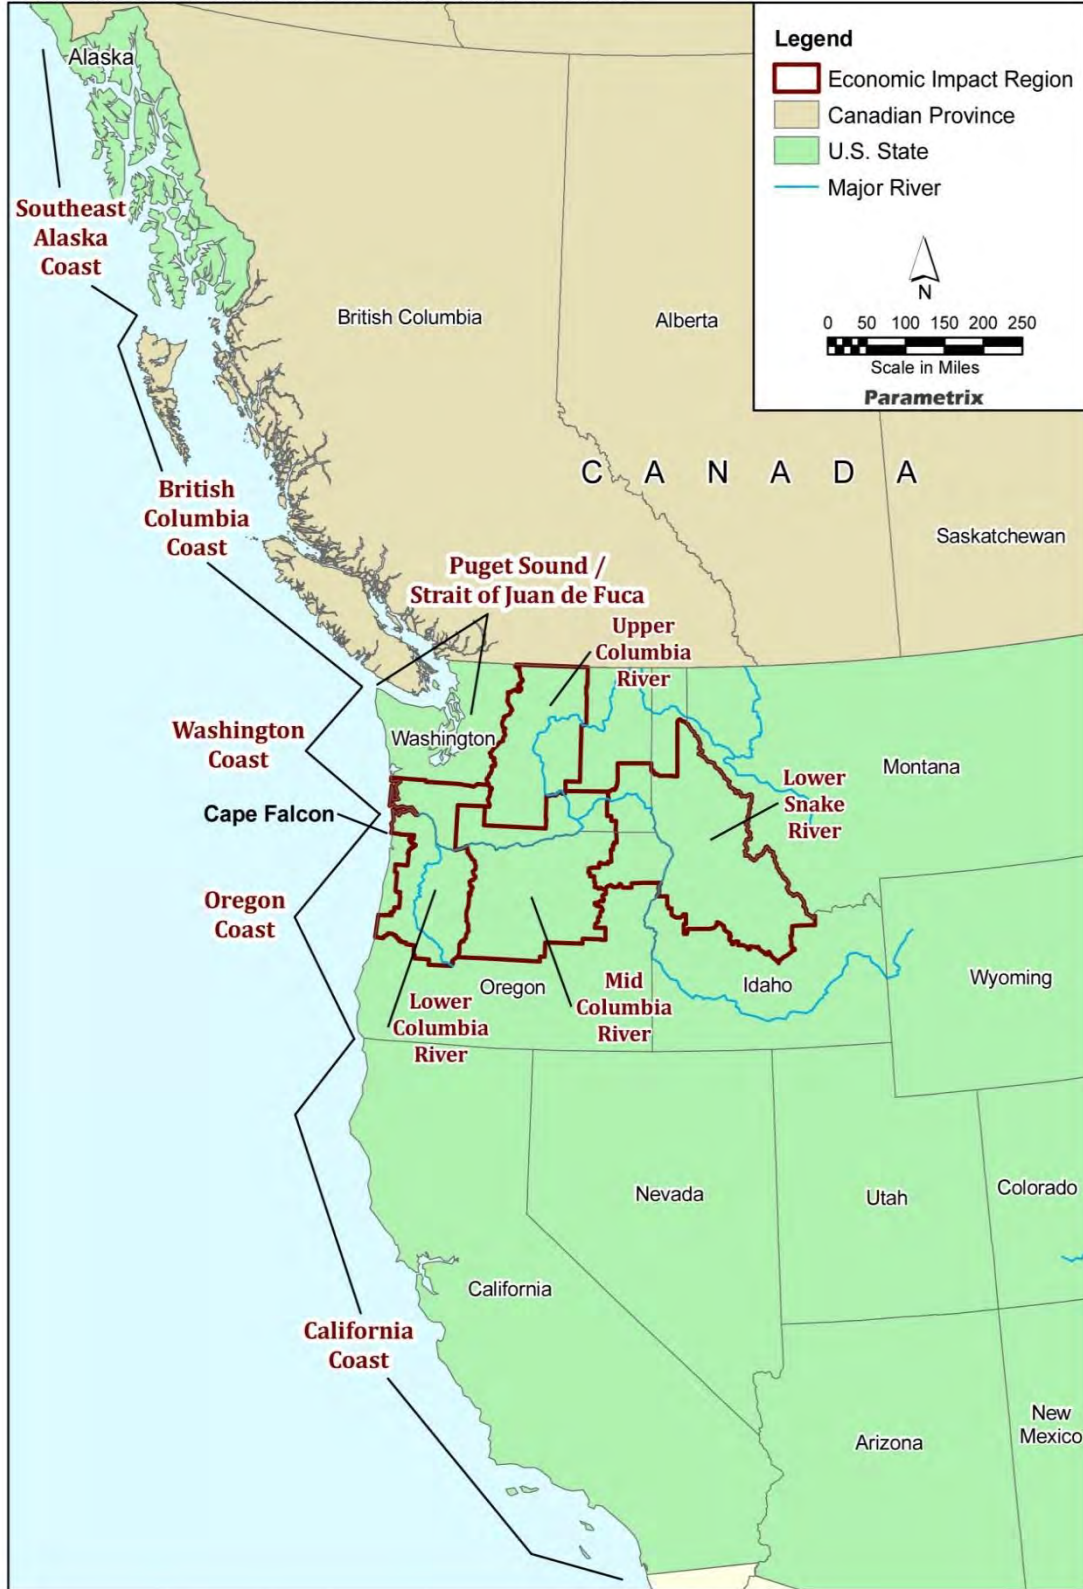 Legend
Economic Impact Region
Canadian Province
U.S. State
Major River
N
0 50 100 150 200 250
Scale in Miles
Parametrix
Alaska
Southeast
Alaska
Coast
British Columbia
Alberta
CANADA
British
Columbia
Coast
Saskatchewan
Puget Sound /
Strait of Juan de Fuca
Upper
Columbia
River
Washington
Coast
Washington
Montana
Lower
Snake
River
Cape Falcon
Oregon
Coast
Oregon
Idaho
Wyoming
Lower
Columbia
River
Mid
Columbia
River
Nevada
Utah
Colorado
California
California
Coast
Arizona
New
Mexico